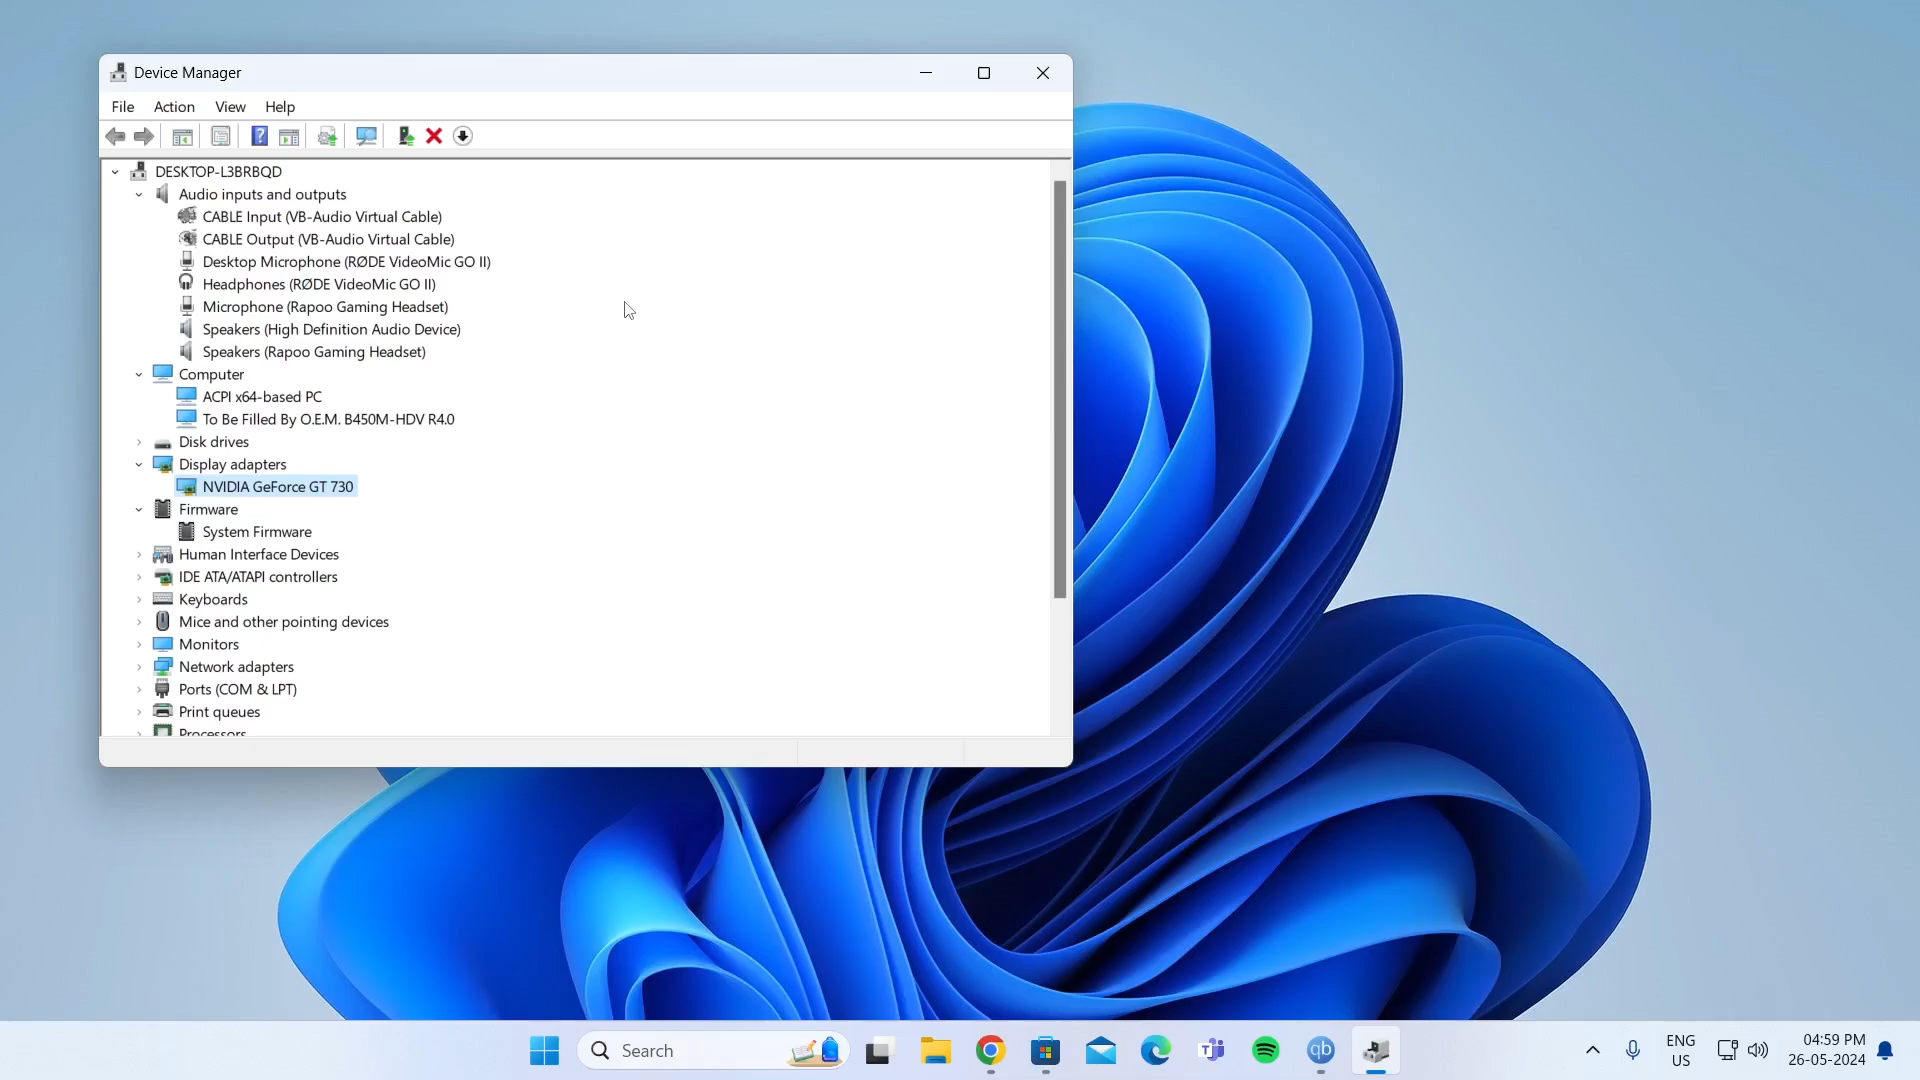 Device Manager
File Action View Help
DESKTOP-L3BRBQD
Audio inputs and outputs
CABLE Input (VB-Audio Virtual Cable)
CABLE Output (VB-Audio Virtual Cable)
Desktop Microphone (RØDE VideoMic GO II)
Headphones (RØDE VideoMic GO II)
Microphone (Rapoo Gaming Headset)
Speakers (High Definition Audio Device)
Speakers (Rapoo Gaming Headset)
Computer
ACPI x64-based PC
To Be Filled By O.E.M. B450M-HDV R4.0
Disk drives
Display adapters
NVIDIA GeForce GT 730
Firmware
System Firmware
Human Interface Devices
IDE ATA/ATAPI controllers
Keyboards
Mice and other pointing devices
Monitors
Network adapters
Ports (COM & LPT)
Print queues
Processors
Search
qb
ENG
US
04:59 PM
26-05-2024